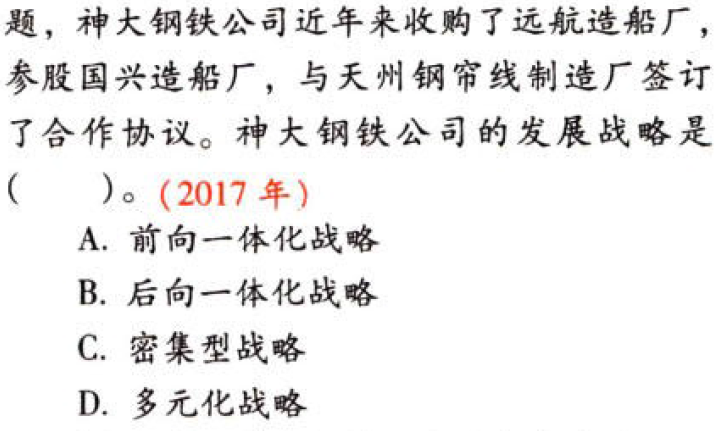 题，神大钢铁公司近年来收购了远航造船厂，
参股国兴造船厂，与天州钢帘线制造厂签订
了合作协议。神大钢铁公司的发展战略是
(　　)。(2017 年)
A. 前向一体化战略
B. 后向一体化战略
C. 密集型战略
D. 多元化战略